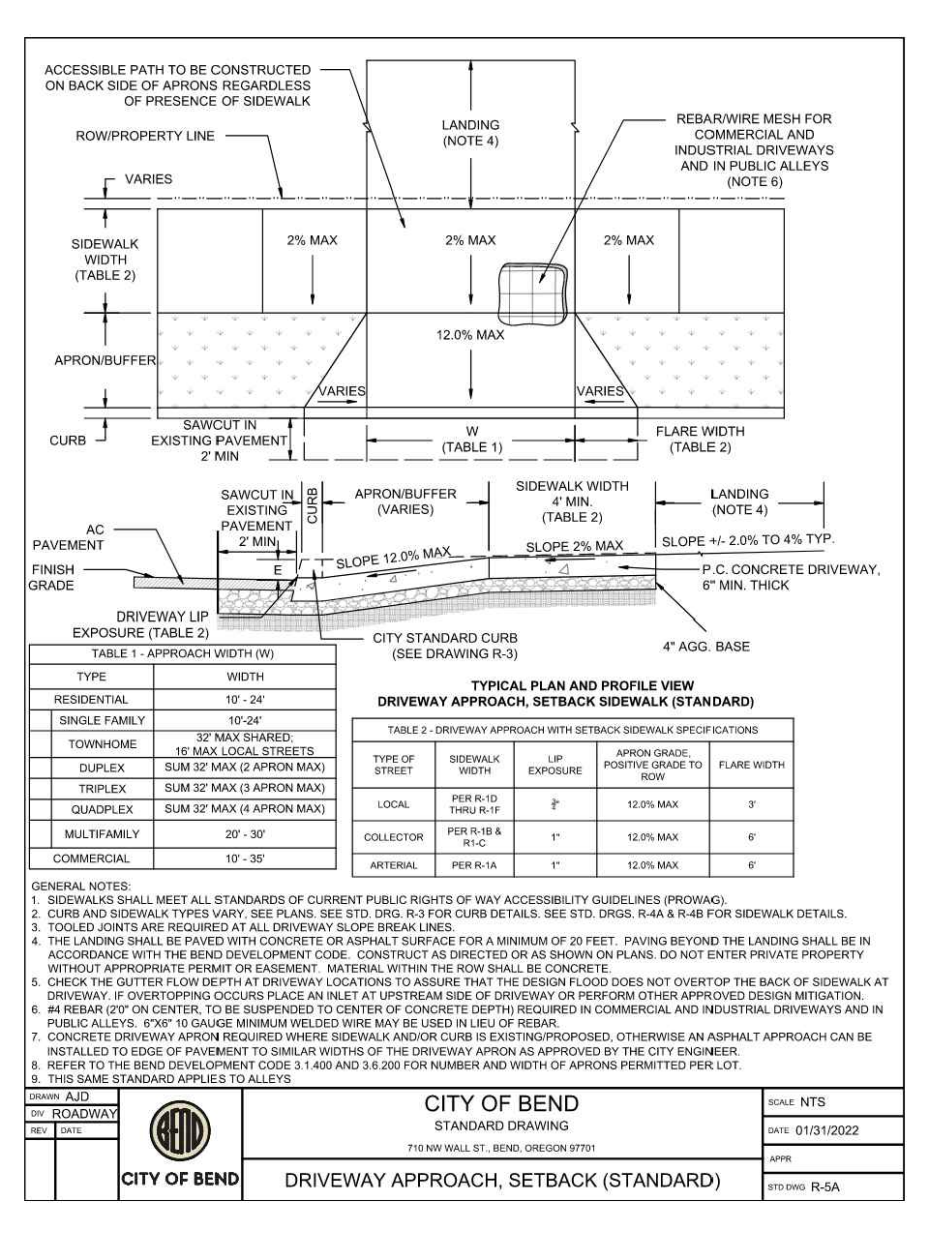 ACCESSIBLE PATH TO BE CONSTRUCTED
ON BACK SIDE OF APRONS REGARDLESS
OF PRESENCE OF SIDEWALK
ROW/PROPERTY LINE
VARIES
LANDING
(NOTE 4)
REBAR/WIRE MESH FOR
COMMERCIAL AND
INDUSTRIAL DRIVEWAYS
AND IN PUBLIC ALLEYS
(NOTE 6)
SIDEWALK
WIDTH
(TABLE 2)
2% MAX
2% MAX
2% MAX
12.0% MAX
APRON/BUFFER
VARIES
VARIES
CURB
SAWCUT IN
EXISTING PAVEMENT
2' MIN
W
(TABLE 1)
FLARE WIDTH
(TABLE 2)
SAWCUT IN
EXISTING
PAVEMENT
2' MIN
CURB
APRON/BUFFER
(VARIES)
SIDEWALK WIDTH
4' MIN.
(TABLE 2)
LANDING
(NOTE 4)
AC
PAVEMENT
FINISH
GRADE
E
SLOPE 12.0% MAX
SLOPE 2% MAX
SLOPE +/- 2.0% TO 4% TYP.
P.C. CONCRETE DRIVEWAY,
6" MIN. THICK
DRIVEWAY LIP
EXPOSURE (TABLE 2)
CITY STANDARD CURB
(SEE DRAWING R-3)
4" AGG. BASE
TABLE 1 - APPROACH WIDTH (W)
TYPE WIDTH
RESIDENTIAL 10' - 24'
SINGLE FAMILY 10'-24'
TOWNHOME 32' MAX SHARED;
16' MAX LOCAL STREETS
DUPLEX SUM 32' MAX (2 APRON MAX)
TRIPLEX SUM 32' MAX (3 APRON MAX)
QUADPLEX SUM 32' MAX (4 APRON MAX)
MULTIFAMILY 20' - 30'
COMMERCIAL 10' - 35'
TYPICAL PLAN AND PROFILE VIEW
DRIVEWAY APPROACH, SETBACK SIDEWALK (STANDARD)
TABLE 2 - DRIVEWAY APPROACH WITH SETBACK SIDEWALK SPECIFICATIONS
TYPE OF STREET SIDEWALK WIDTH LIP EXPOSURE APRON GRADE, POSITIVE GRADE TO ROW FLARE WIDTH
LOCAL PER R-1D THRU R-1F 12.0% MAX 3'
COLLECTOR PER R-1B & R1-C 1" 12.0% MAX 6'
ARTERIAL PER R-1A 1" 12.0% MAX 6'
GENERAL NOTES:
1. SIDEWALKS SHALL MEET ALL STANDARDS OF CURRENT PUBLIC RIGHTS OF WAY ACCESSIBILITY GUIDELINES (PROWAG).
2. CURB AND SIDEWALK TYPES VARY, SEE PLANS. SEE STD. DRG. R-3 FOR CURB DETAILS. SEE STD. DRGS. R-4A & R-4B FOR SIDEWALK DETAILS.
3. TOOLED JOINTS ARE REQUIRED AT ALL DRIVEWAY SLOPE BREAK LINES.
4. THE LANDING SHALL BE PAVED WITH CONCRETE OR ASPHALT SURFACE FOR A MINIMUM OF 20 FEET. PAVING BEYOND THE LANDING SHALL BE IN
ACCORDANCE WITH THE BEND DEVELOPMENT CODE. CONSTRUCT AS DIRECTED OR AS SHOWN ON PLANS. DO NOT ENTER PRIVATE PROPERTY
WITHOUT APPROPRIATE PERMIT OR EASEMENT. MATERIAL WITHIN THE ROW SHALL BE CONCRETE.
5. CHECK THE GUTTER FLOW DEPTH AT DRIVEWAY LOCATIONS TO ASSURE THAT THE DESIGN FLOOD DOES NOT OVERTOP THE BACK OF SIDEWALK AT
DRIVEWAY. IF OVERTOPPING OCCURS PLACE AN INLET AT UPSTREAM SIDE OF DRIVEWAY OR PERFORM OTHER APPROVED DESIGN MITIGATION.
6. #4 REBAR (2'0" ON CENTER, TO BE SUSPENDED TO CENTER OF CONCRETE DEPTH) REQUIRED IN COMMERCIAL AND INDUSTRIAL DRIVEWAYS AND IN
PUBLIC ALLEYS. 6"X6" 10 GAUGE MINIMUM WELDED WIRE MAY BE USED IN LIEU OF REBAR.
7. CONCRETE DRIVEWAY APRON REQUIRED WHERE SIDEWALK AND/OR CURB IS EXISTING/PROPOSED, OTHERWISE AN ASPHALT APPROACH CAN BE
INSTALLED TO EDGE OF PAVEMENT TO SIMILAR WIDTHS OF THE DRIVEWAY APRON AS APPROVED BY THE CITY ENGINEER.
8. REFER TO THE BEND DEVELOPMENT CODE 3.1.400 AND 3.6.200 FOR NUMBER AND WIDTH OF APRONS PERMITTED PER LOT.
9. THIS SAME STANDARD APPLIES TO ALLEYS
DRAWN AJD
DIV ROADWAY
REV DATE
BEND
CITY OF BEND
CITY OF BEND
STANDARD DRAWING
710 NW WALL ST., BEND, OREGON 97701
DRIVEWAY APPROACH, SETBACK (STANDARD)
SCALE NTS
DATE 01/31/2022
APPR
STD DWG R-5A